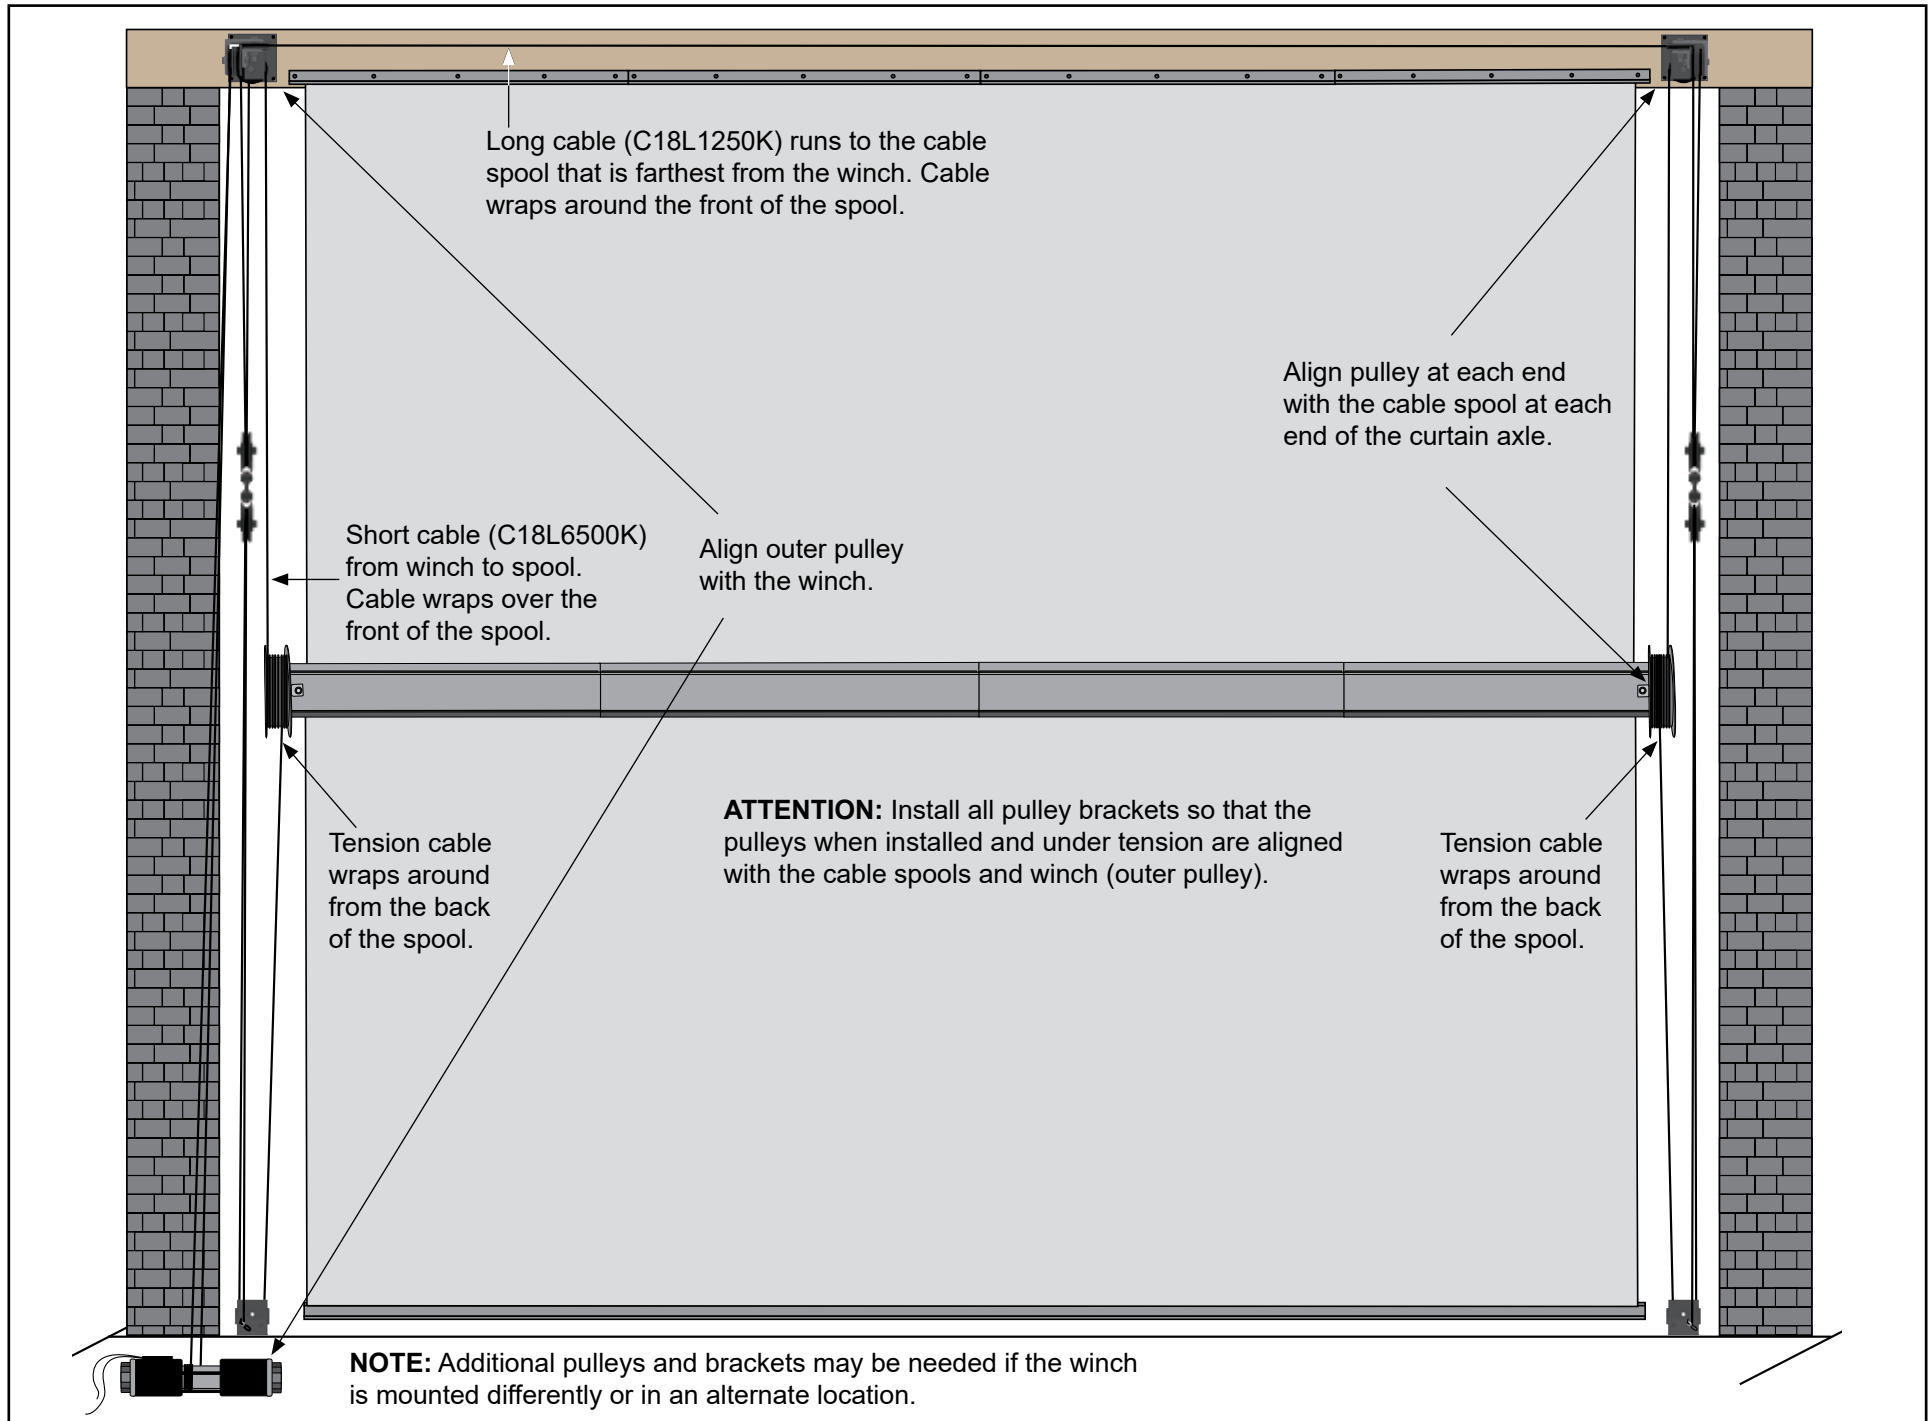 Long cable (C18L1250K) runs to the cable
spool that is farthest from the winch. Cable
wraps around the front of the spool.
Align pulley at each end
with the cable spool at each
end of the curtain axle.
Short cable (C18L6500K)
from winch to spool.
Cable wraps over the
front of the spool.
Align outer pulley
with the winch.
ATTENTION: Install all pulley brackets so that the
pulleys when installed and under tension are aligned
with the cable spools and winch (outer pulley).
Tension cable
wraps around
from the back
of the spool.
Tension cable
wraps around
from the back
of the spool.
NOTE: Additional pulleys and brackets may be needed if the winch
is mounted differently or in an alternate location.